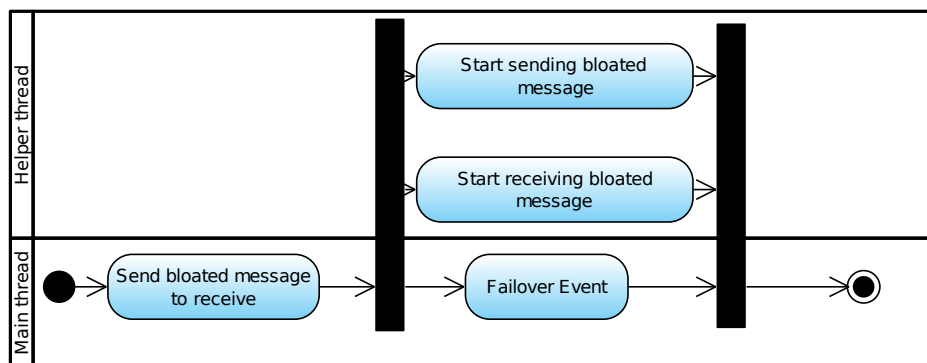 Helper thread
Start sending bloated
message
Start receiving bloated
message
Main thread
Send bloated message
to receive
Failover Event